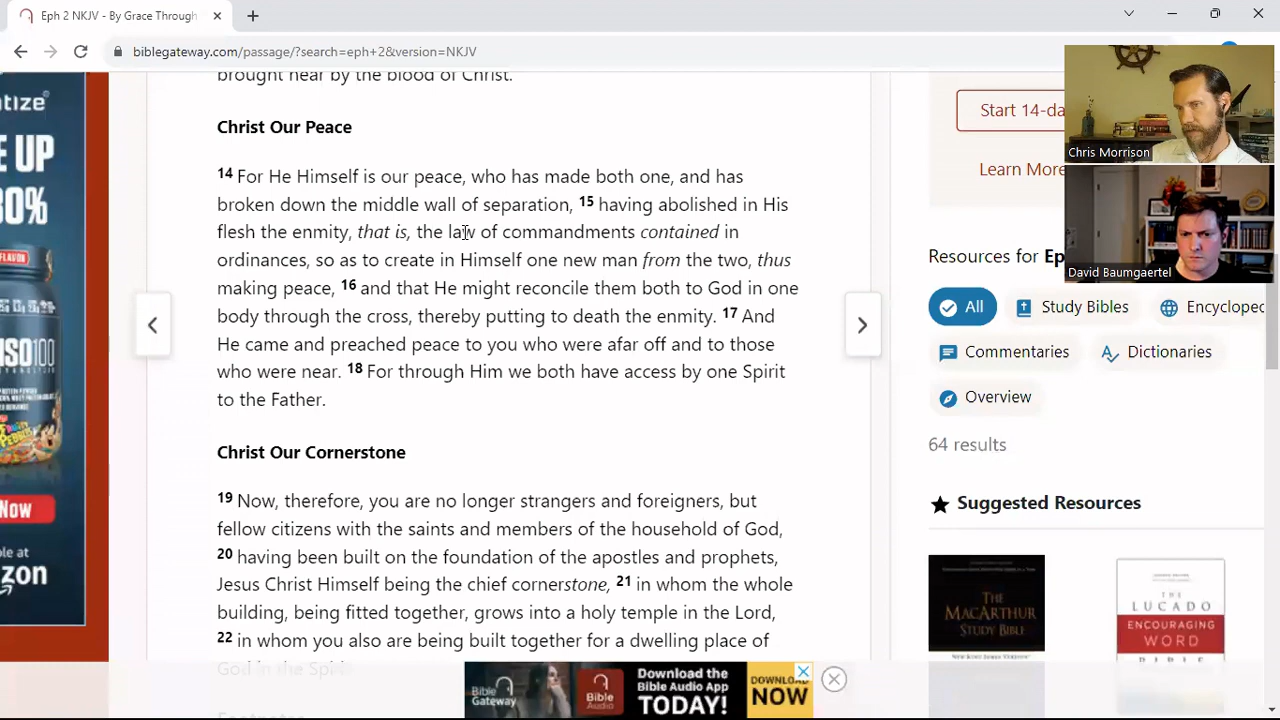 Eph 2 NKJV - By Grace Through
biblegateway.com/passage/?search=eph+2&version=NKJV
brought near by the blood of Christ.
Christ Our Peace
14 For He Himself is our peace, who has made both one, and has
broken down the middle wall of separation, 15 having abolished in His
flesh the enmity, that is, the law of commandments contained in
ordinances, so as to create in Himself one new man from the two, thus
making peace, 16 and that He might reconcile them both to God in one
body through the cross, thereby putting to death the enmity. 17 And
He came and preached peace to you who were afar off and to those
who were near. 18 For through Him we both have access by one Spirit
to the Father.
Christ Our Cornerstone
19 Now, therefore, you are no longer strangers and foreigners, but
fellow citizens with the saints and members of the household of God,
20 having been built on the foundation of the apostles and prophets,
Jesus Christ Himself being the chief cornerstone, 21 in whom the whole
building, being fitted together, grows into a holy temple in the Lord,
22 in whom you also are being built together for a dwelling place of
tize®
UP
80%
FLAVOR
ISO100
Now
le at
zon
Start 14-da
Learn More
Chris Morrison
David Baumgaertel
Resources for Ep
All
Study Bibles
Encycloped
Commentaries
Dictionaries
Overview
64 results
Suggested Resources
THE
MACARTHUR
STUDY BIBLE
THE
LUCADO
ENCOURAGING
WORD
BIBLE
Bible
Gateway
Bible
Audio
Download the
Bible Audio App
TODAY!
DOWNLOAD
NOW